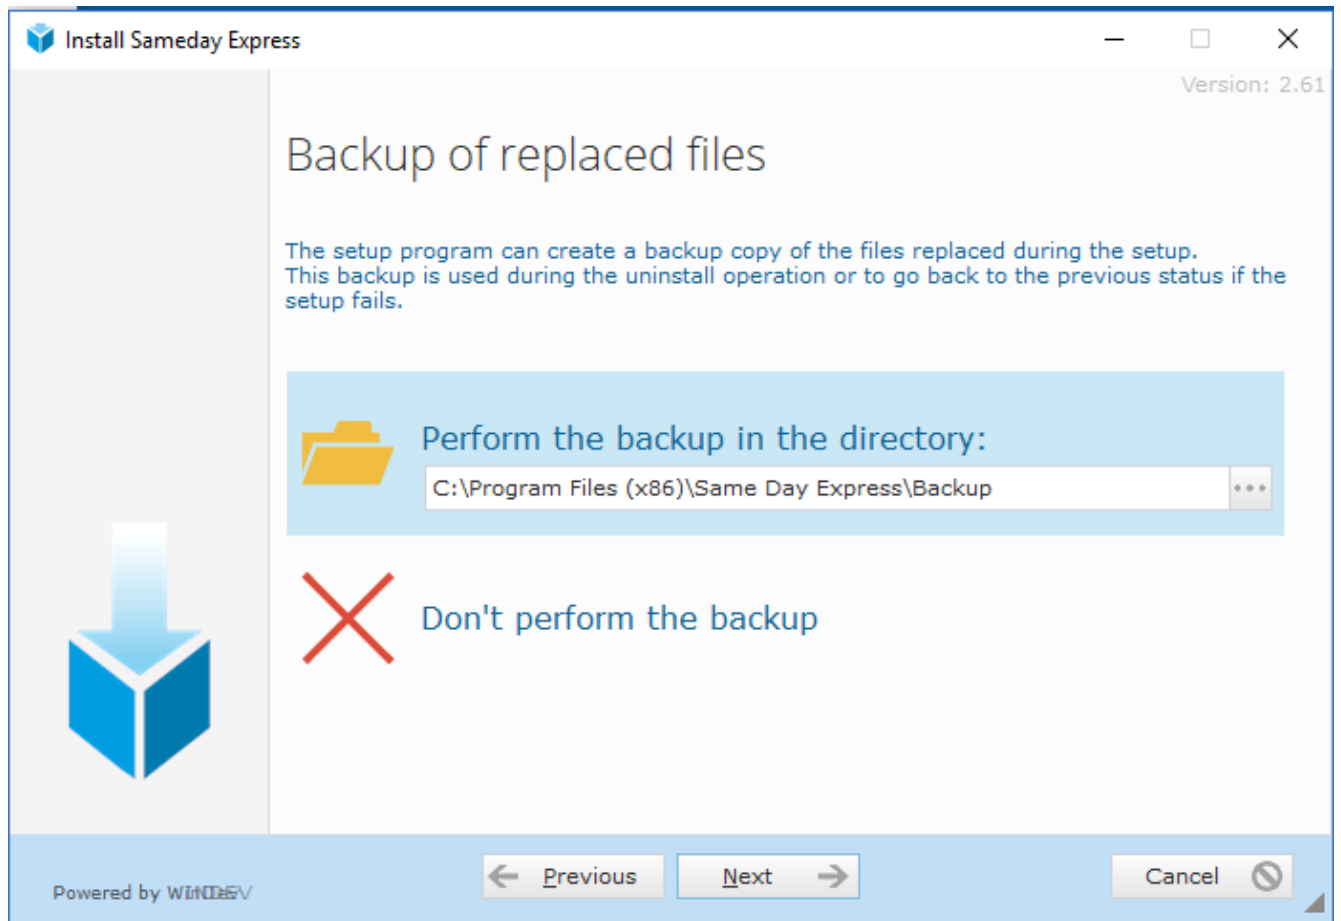 Install Sameday Express
Version: 2.61
Backup of replaced files
The setup program can create a backup copy of the files replaced during the setup.
This backup is used during the uninstall operation or to go back to the previous status if the
setup fails.
Perform the backup in the directory:
C:\Program Files (x86)\Same Day Express\Backup
Don't perform the backup
Previous
Next
Cancel
Powered by